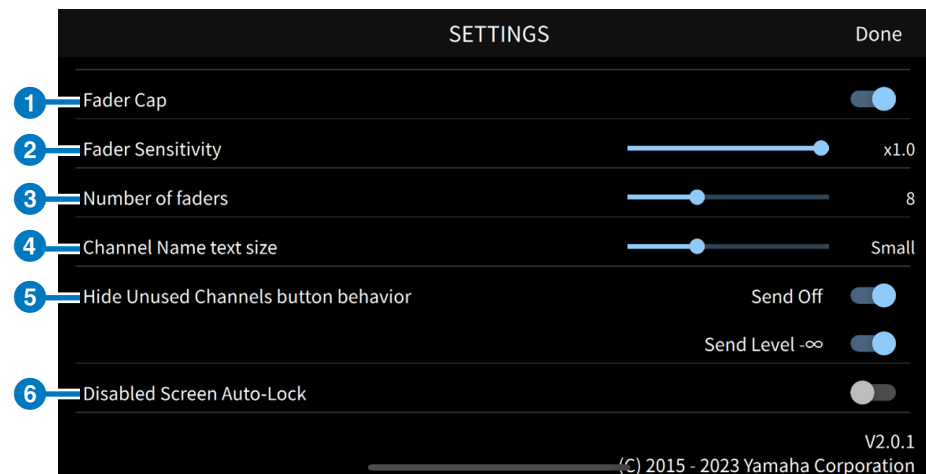 SETTINGS Done
1 Fader Cap
2 Fader Sensitivity x1.0
3 Number of faders 8
4 Channel Name text size Small
5 Hide Unused Channels button behavior Send Off
Send Level -∞
6 Disabled Screen Auto-Lock
V2.0.1
(C) 2015 - 2023 Yamaha Corporation